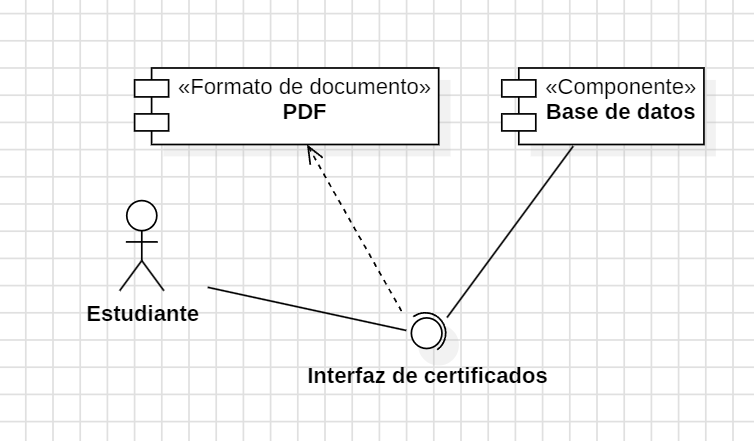 «Formato de documento»
PDF
«Componente»
Base de datos
Estudiante
Interfaz de certificados